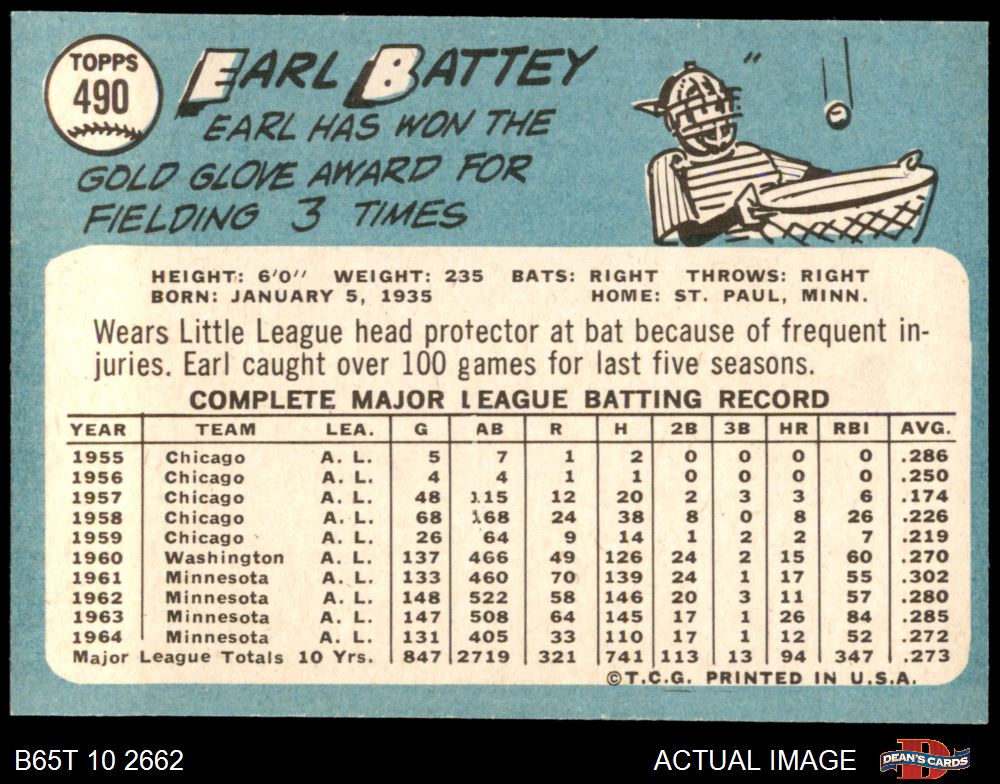 TOPPS
490
EARL BATTEY
EARL HAS WON THE
GOLD GLOVE AWARD FOR
FIELDING 3 TIMES
HEIGHT: 6'0" WEIGHT: 235 BATS: RIGHT THROWS: RIGHT
BORN: JANUARY 5, 1935 HOME: ST. PAUL, MINN.
Wears Little League head protector at bat because of frequent in-
juries. Earl caught over 100 games for last five seasons.
COMPLETE MAJOR LEAGUE BATTING RECORD
YEAR TEAM LEA. G AB R H 2B 3B HR RBI AVG.
1955 Chicago A. L. 5 7 1 2 0 0 0 0 .286
1956 Chicago A. L. 4 4 1 1 0 0 0 0 .250
1957 Chicago A. L. 48 115 12 20 2 3 3 6 .174
1958 Chicago A. L. 68 168 24 38 8 0 8 26 .226
1959 Chicago A. L. 26 64 9 14 1 2 2 7 .219
1960 Washington A. L. 137 466 49 126 24 2 15 60 .270
1961 Minnesota A. L. 133 460 70 139 24 1 17 55 .302
1962 Minnesota A. L. 148 522 58 146 20 3 11 57 .280
1963 Minnesota A. L. 147 508 64 145 17 1 26 84 .285
1964 Minnesota A. L. 131 405 33 110 17 1 12 52 .272
Major League Totals 10 Yrs. 847 2719 321 741 113 13 94 347 .273
©T.C.G. PRINTED IN U.S.A.
B65T 10 2662 ACTUAL IMAGE DEAN'S CARDS